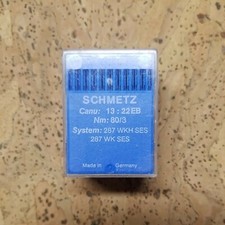 SCHMETZ
Canu: 13:22EB
Nm: 80/3
System: 287 WKH SES
287 WK SES
Made in Germany